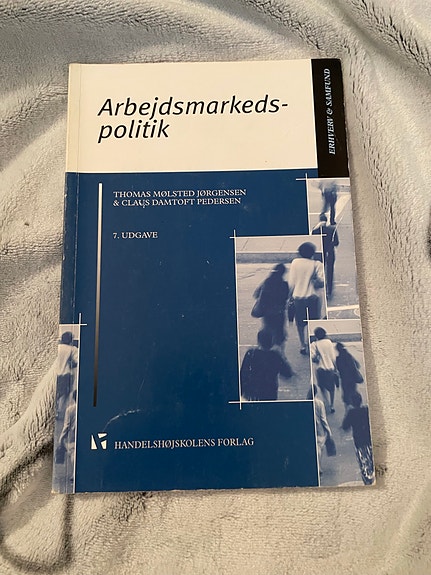 Arbejdsmarkeds-
politik
ERHVERV & SAMFUND
THOMAS MØLSTED JØRGENSEN
& CLAUS DAMTOFT PEDERSEN
7. UDGAVE
HANDELSHØJSKOLENS FORLAG